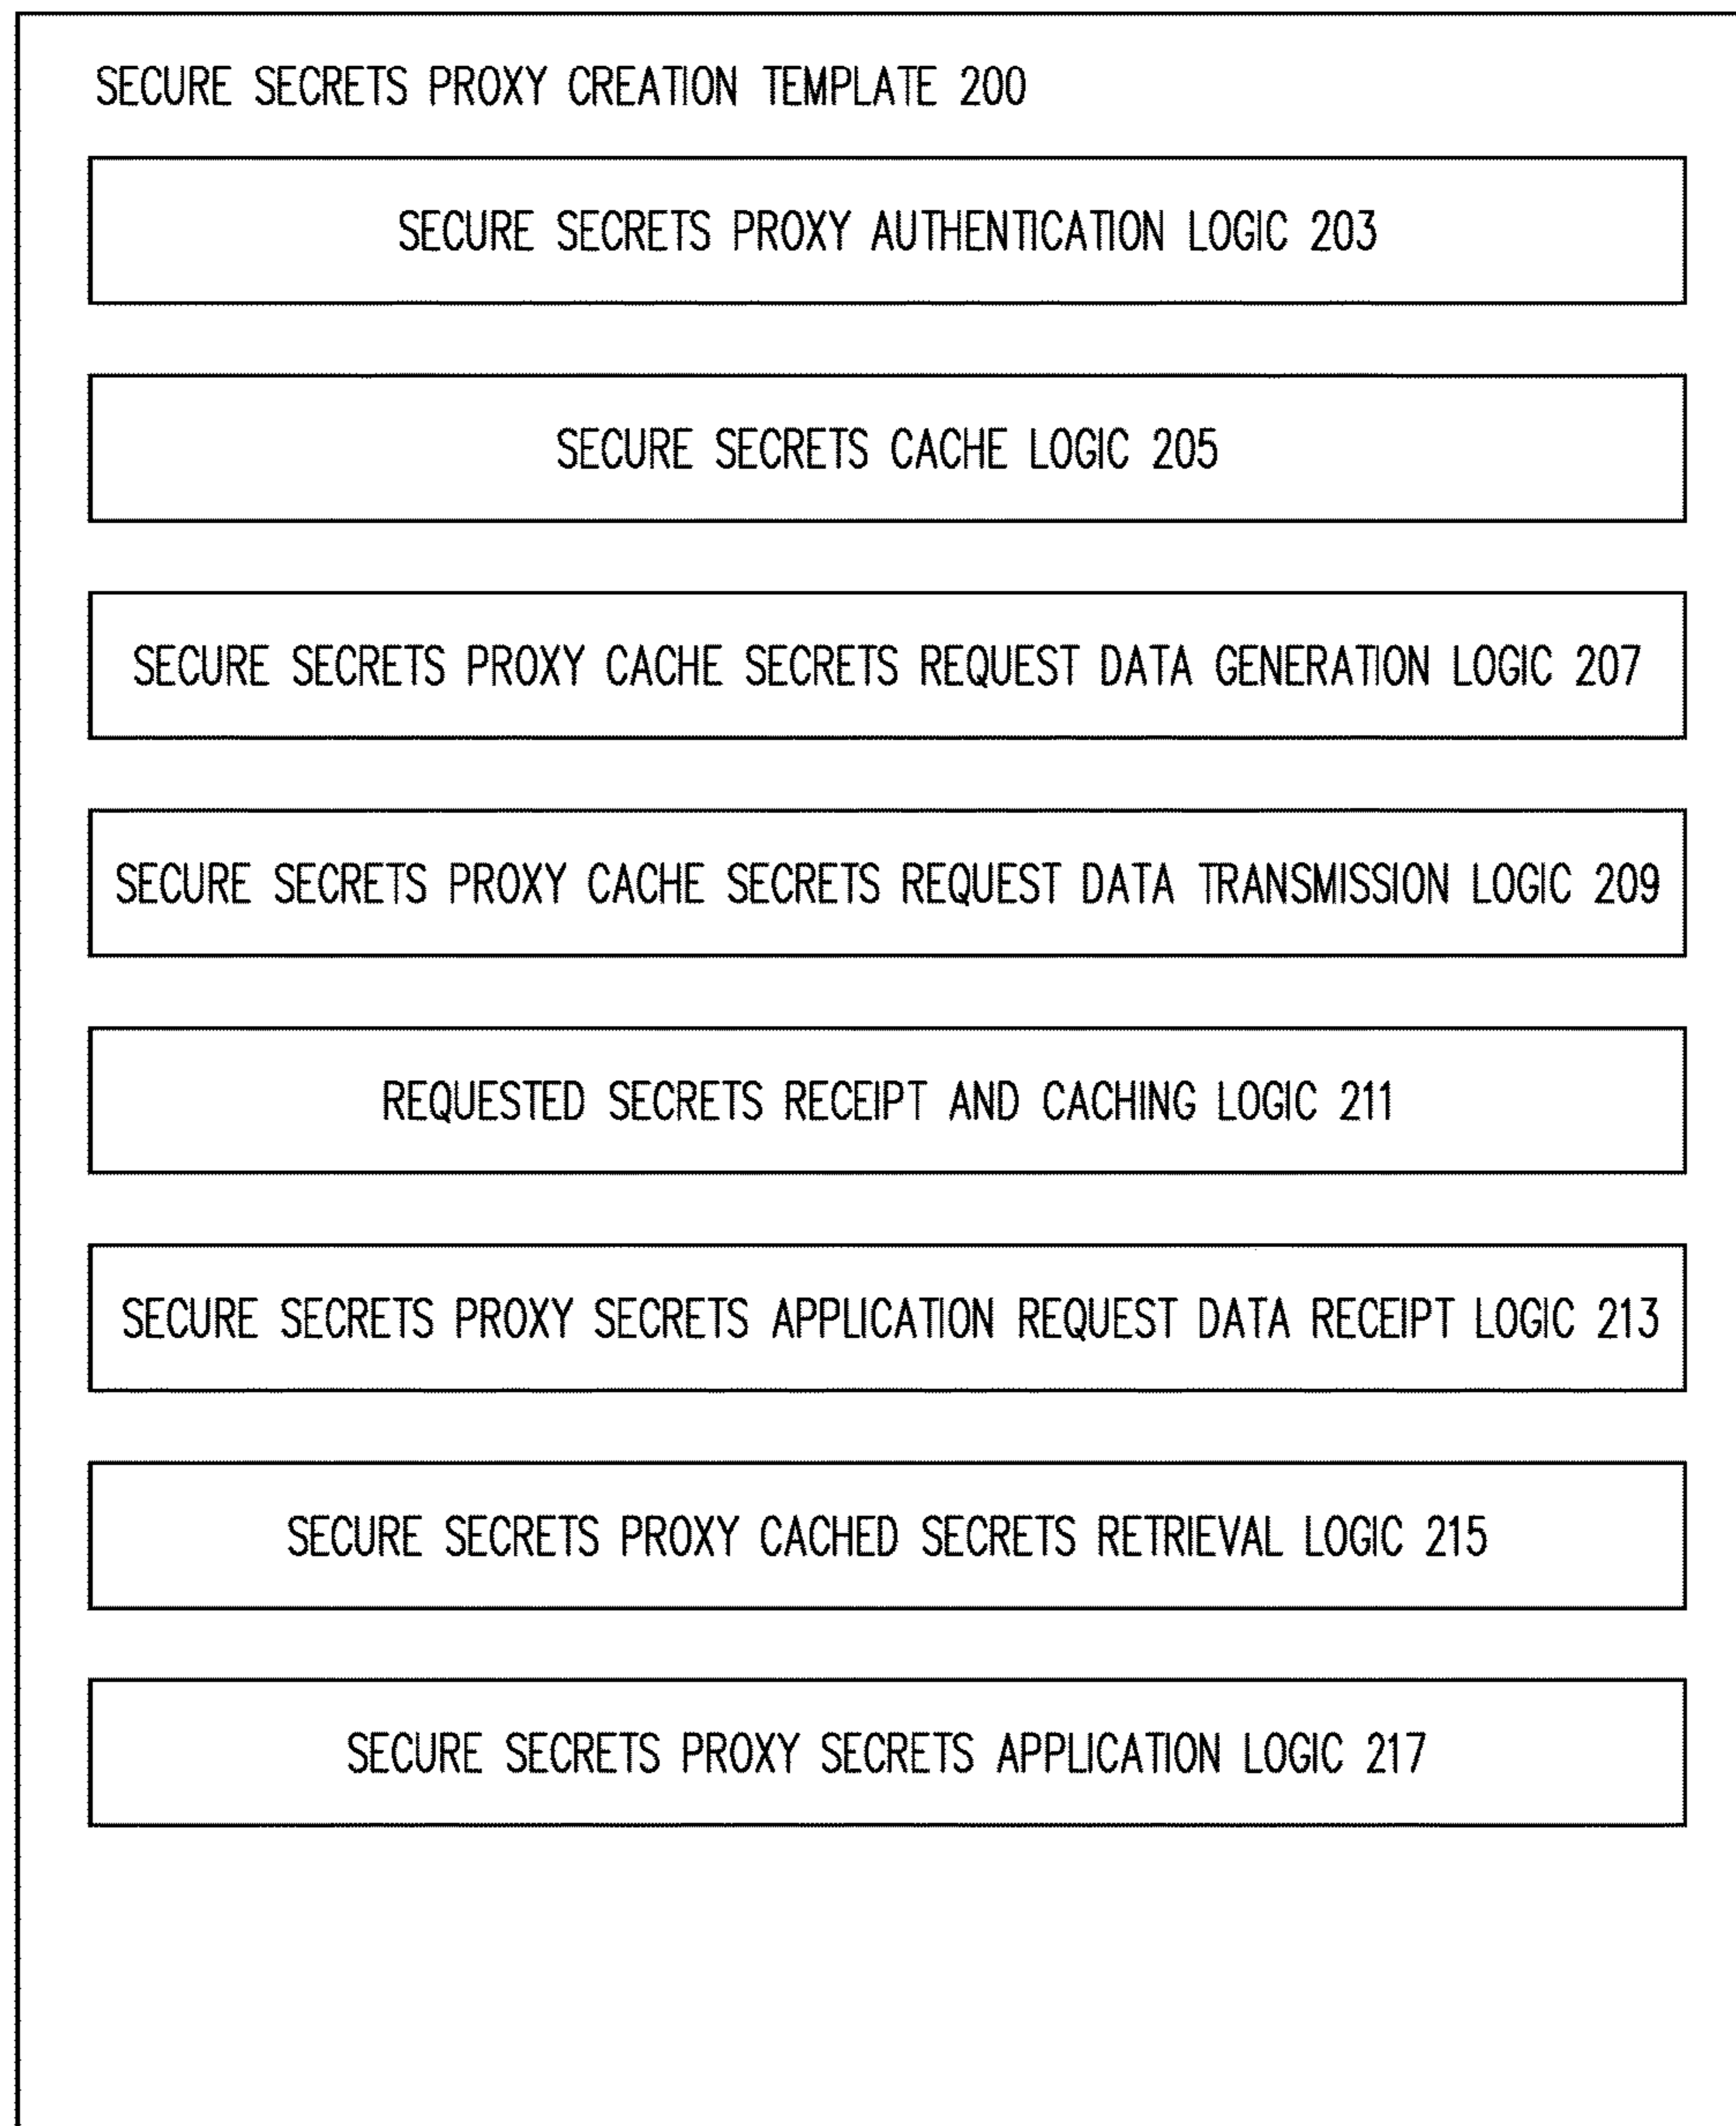 SECURE SECRETS PROXY CREATION TEMPLATE 200
SECURE SECRETS PROXY AUTHENTICATION LOGIC 203
SECURE SECRETS CACHE LOGIC 205
SECURE SECRETS PROXY CACHE SECRETS REQUEST DATA GENERATION LOGIC 207
SECURE SECRETS PROXY CACHE SECRETS REQUEST DATA TRANSMISSION LOGIC 209
REQUESTED SECRETS RECEIPT AND CACHING LOGIC 211
SECURE SECRETS PROXY SECRETS APPLICATION REQUEST DATA RECEIPT LOGIC 213
SECURE SECRETS PROXY CACHED SECRETS RETRIEVAL LOGIC 215
SECURE SECRETS PROXY SECRETS APPLICATION LOGIC 217